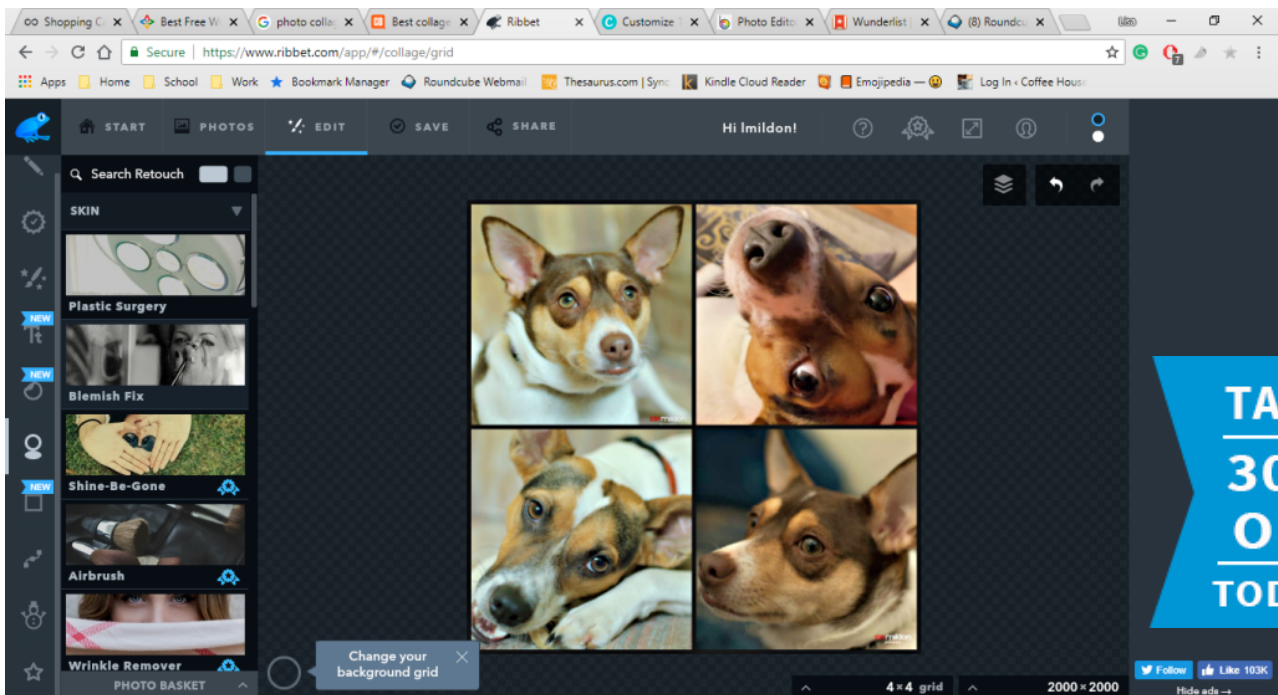 Shopping C
Best Free W
photo colla
Best collage
Ribbet
Customize
Photo Edito
Wunderlist
(8) Roundcu
Secure | https://www.ribbet.com/app/#/collage/grid
7
Apps Home School Work Bookmark Manager Roundcube Webmail Thesaurus.com | Sync Kindle Cloud Reader Emojipedia — Log In ‹ Coffee Hous
START PHOTOS EDIT SAVE SHARE Hi lmildon!
Search Retouch
SKIN
Plastic Surgery
NEW
Tt
Blemish Fix
NEW
Shine-Be-Gone
NEW
Airbrush
Wrinkle Remover
PHOTO BASKET
Change your
background grid
4×4 grid
2000×2000
TA
30
O
TOD
Follow
Like 103K
Hide ads→